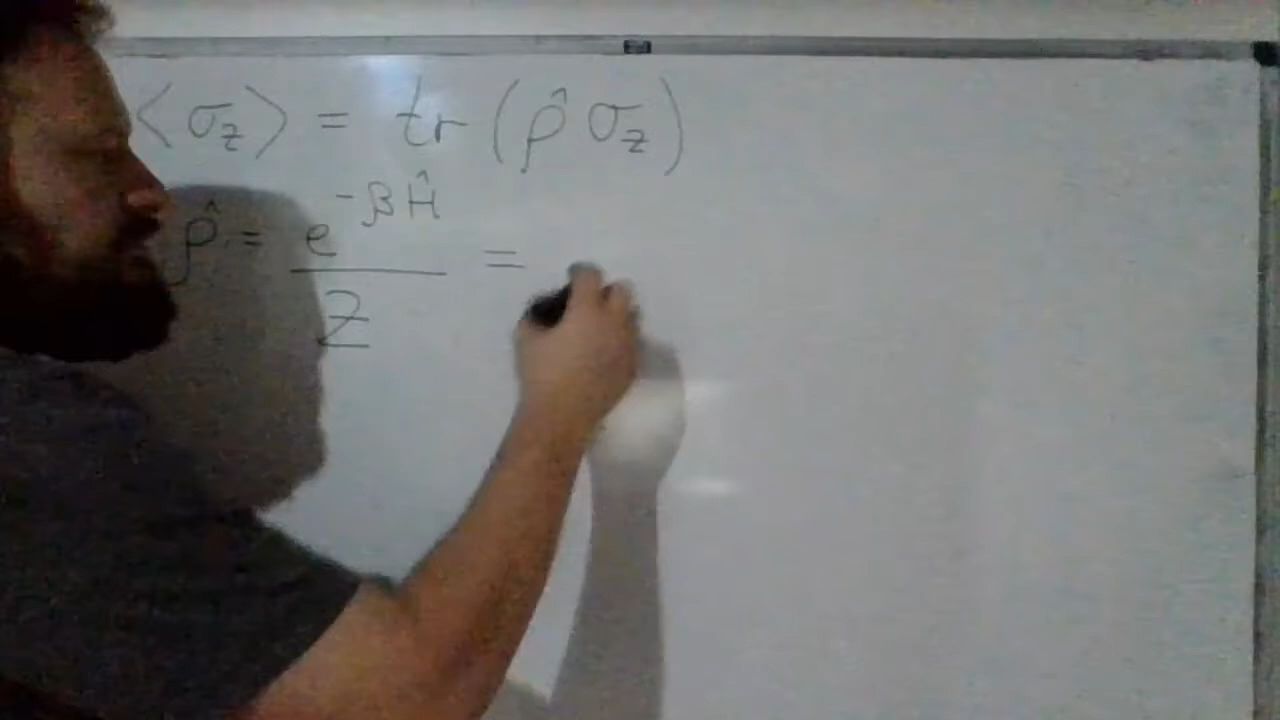 ⟨σ_z⟩ = tr(ρ̂ σ_z)
ρ̂ = e^{-βĤ} / Z =